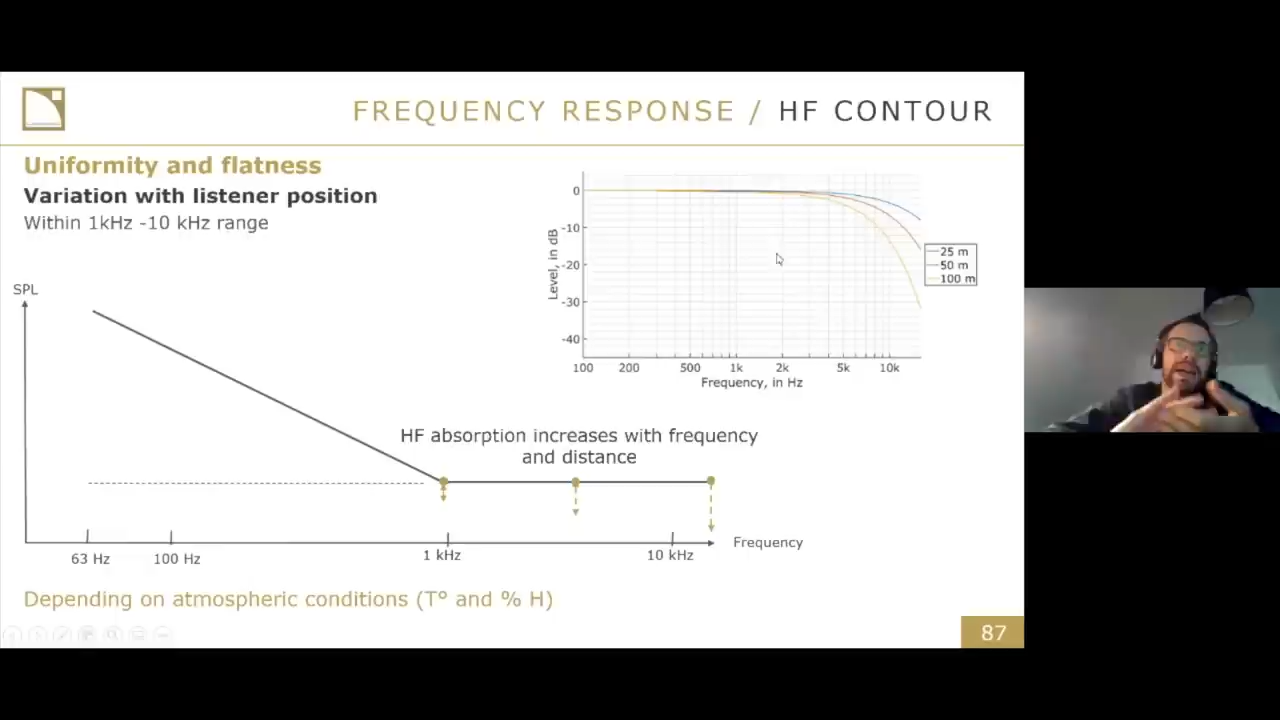 FREQUENCY RESPONSE / HF CONTOUR
Uniformity and flatness
Variation with listener position
Within 1kHz -10 kHz range
0
-10
-20
-30
-40
Level, in dB
100 200 500 1k 2k 5k 10k
Frequency, in Hz
25 m
50 m
100 m
SPL
HF absorption increases with frequency
and distance
63 Hz 100 Hz 1 kHz 10 kHz
Frequency
Depending on atmospheric conditions (T° and % H)
87